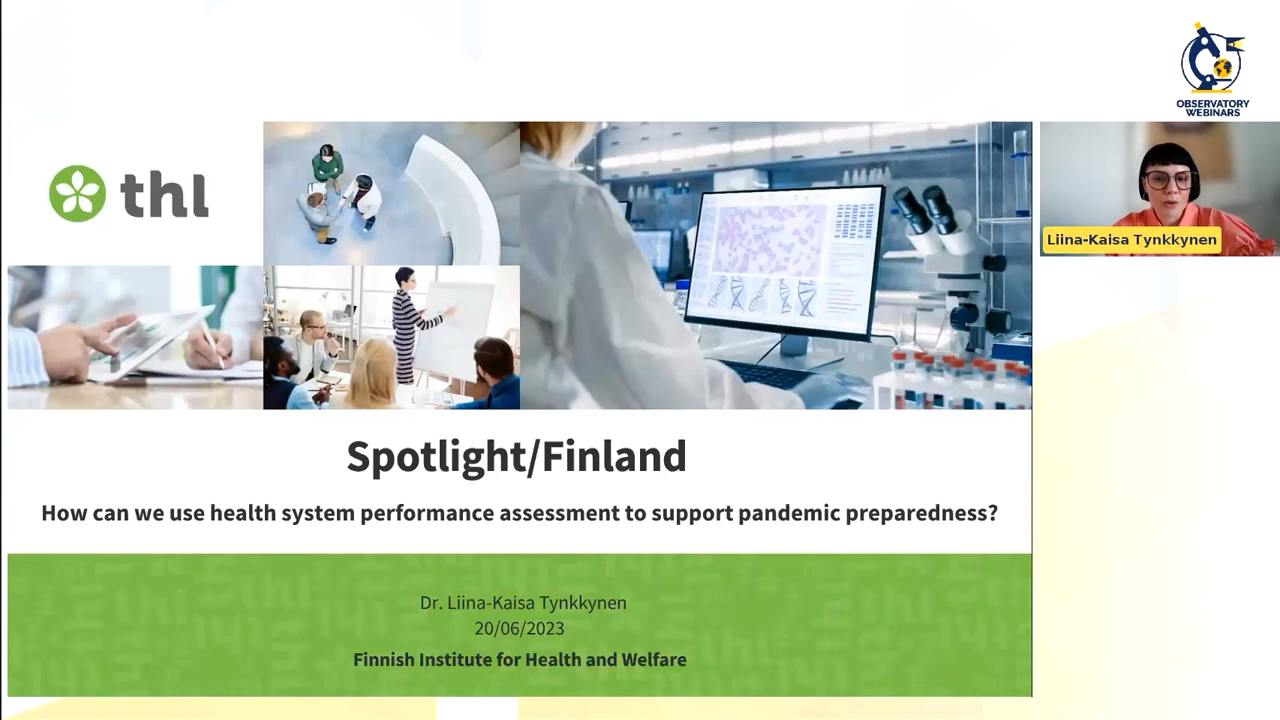 OBSERVATORY
WEBINARS
thl
Liina-Kaisa Tynkkynen
Spotlight/Finland
How can we use health system performance assessment to support pandemic preparedness?
Dr. Liina-Kaisa Tynkkynen
20/06/2023
Finnish Institute for Health and Welfare